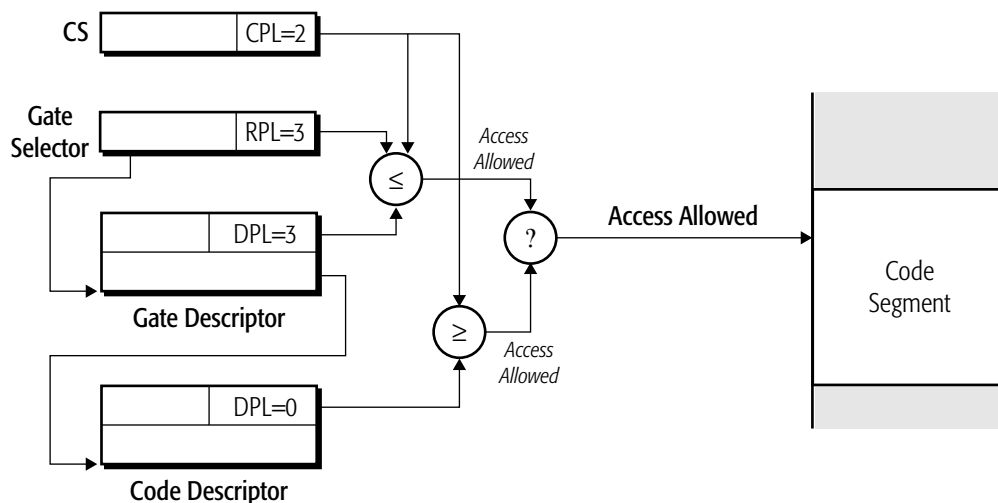 CS
CPL=2
Gate
Selector
RPL=3
Access
Allowed
≤
DPL=3
?
Access Allowed
Gate Descriptor
Code
Segment
≥
Access
Allowed
DPL=0
Code Descriptor